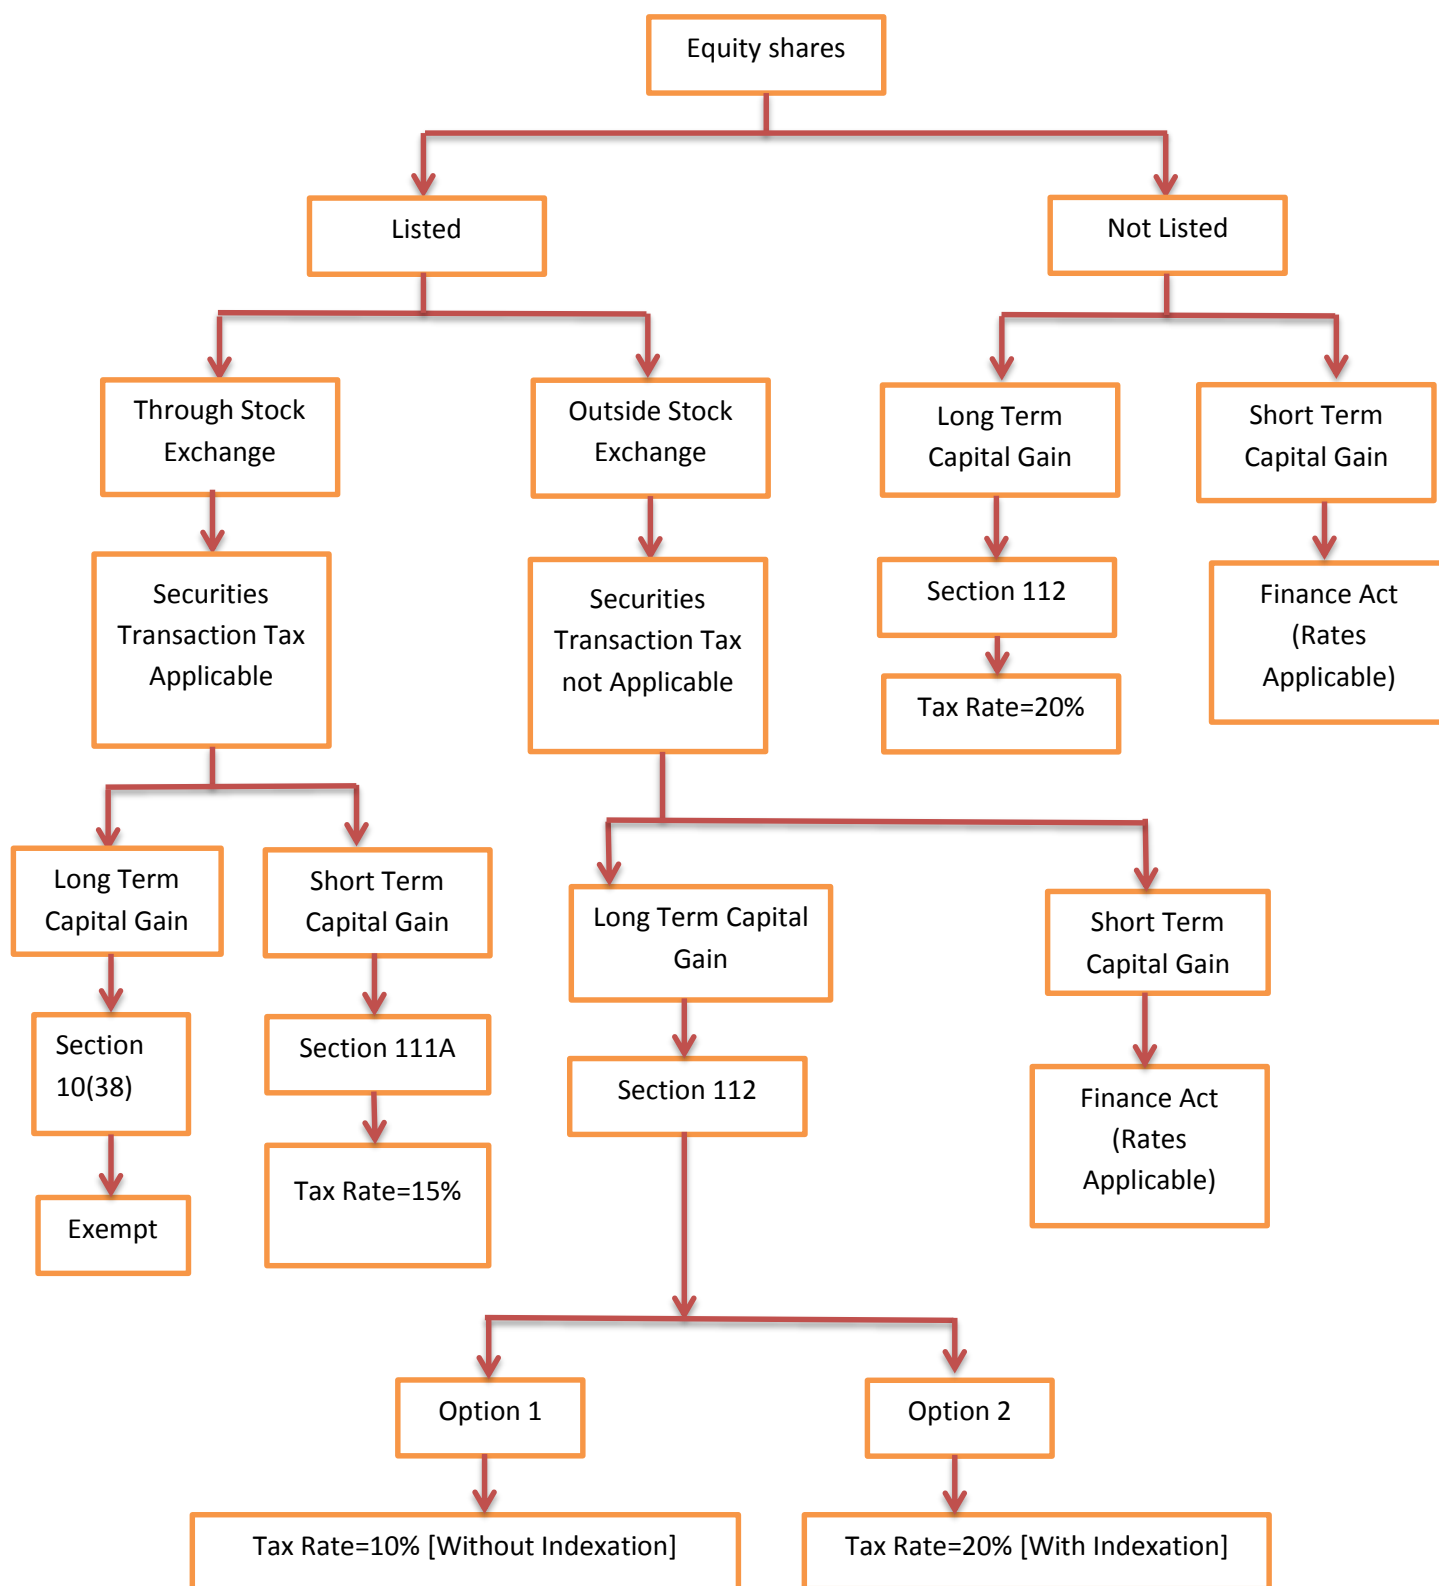 Equity shares
Listed
Not Listed
Through Stock
Exchange
Outside Stock
Exchange
Long Term
Capital Gain
Short Term
Capital Gain
Securities
Transaction Tax
Applicable
Securities
Transaction Tax
not Applicable
Section 112
Finance Act
(Rates
Applicable)
Tax Rate=20%
Long Term
Capital Gain
Short Term
Capital Gain
Long Term Capital
Gain
Short Term
Capital Gain
Section
10(38)
Section 111A
Section 112
Finance Act
(Rates
Applicable)
Exempt
Tax Rate=15%
Option 1
Option 2
Tax Rate=10% [Without Indexation]
Tax Rate=20% [With Indexation]